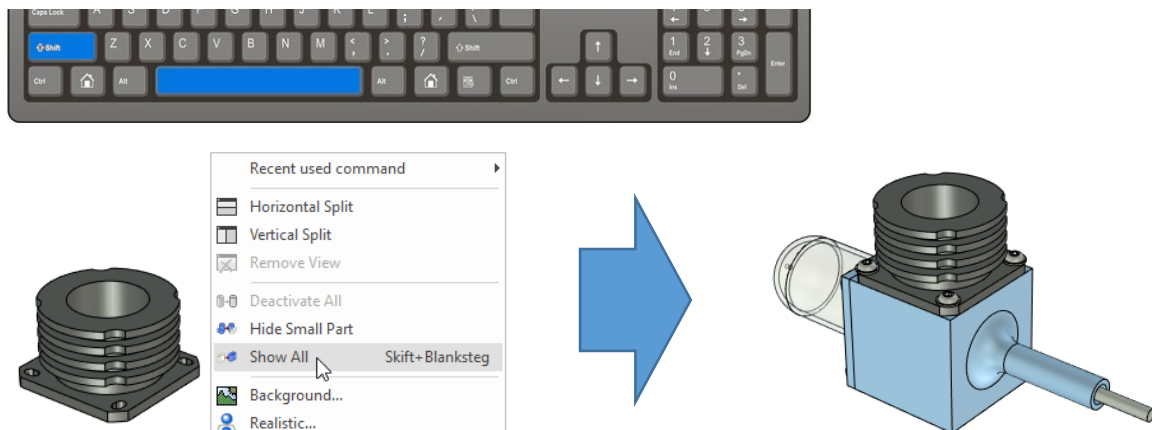 Caps Lock A S D F G H J K L ; ' \ ← →
⇧ Shift Z X C V B N M < , > . ? / ⇧ Shift ↑ 1 End 2 ↓ 3 PgDn
Enter
Ctrl Alt Alt Ctrl ← ↓ → 0 Ins . Del
Recent used command
Horizontal Split
Vertical Split
Remove View
Deactivate All
Hide Small Part
Show All Skift+Blanksteg
Background...
Realistic...